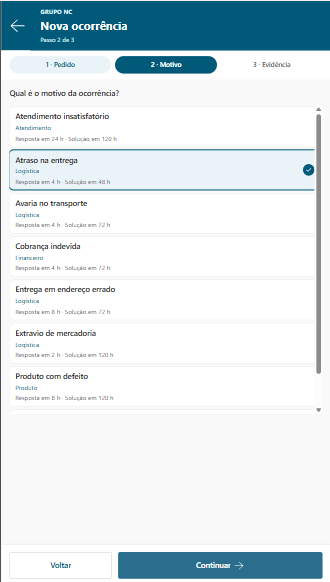 GRUPO NC
Nova ocorrência
Passo 2 de 3
1 · Pedido
2 · Motivo
3 · Evidência
Qual é o motivo da ocorrência?
Atendimento insatisfatório
Atendimento
Resposta em 24 h · Solução em 120 h
Atraso na entrega
Logística
Resposta em 4 h · Solução em 48 h
Avaria no transporte
Logística
Resposta em 4 h · Solução em 72 h
Cobrança indevida
Financeiro
Resposta em 4 h · Solução em 72 h
Entrega em endereço errado
Logística
Resposta em 8 h · Solução em 72 h
Extravio de mercadoria
Logística
Resposta em 2 h · Solução em 120 h
Produto com defeito
Produto
Resposta em 8 h · Solução em 120 h
Voltar
Continuar